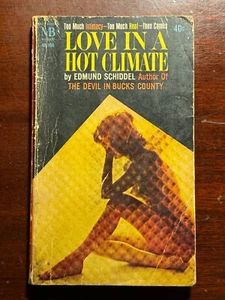 Too Much Intimacy—Too Much Heat—Then Comes
LOVE IN A
HOT CLIMATE
by EDMUND SCHIDDEL Author Of
THE DEVIL IN BUCKS COUNTY
MB
40¢